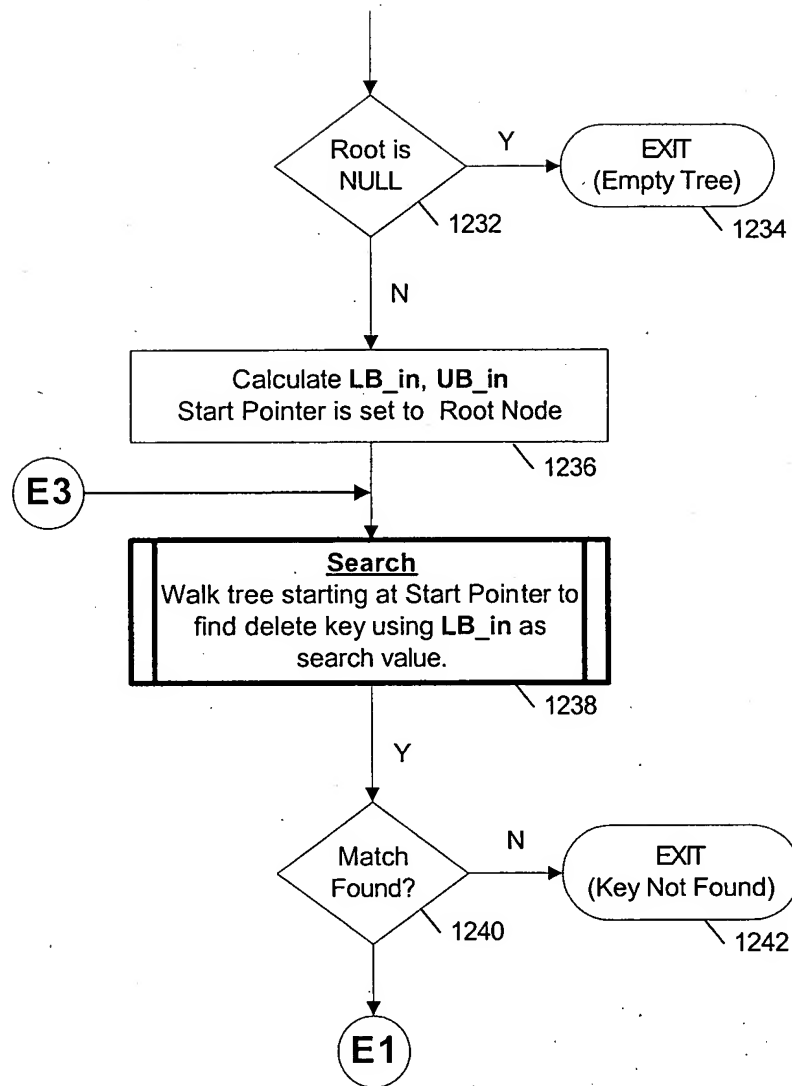 Root is
NULL
Y
EXIT
(Empty Tree)
1232
1234
N
Calculate LB_in, UB_in
Start Pointer is set to Root Node
1236
E3
Search
Walk tree starting at Start Pointer to
find delete key using LB_in as
search value.
1238
Y
Match
Found?
N
EXIT
(Key Not Found)
1240
1242
E1